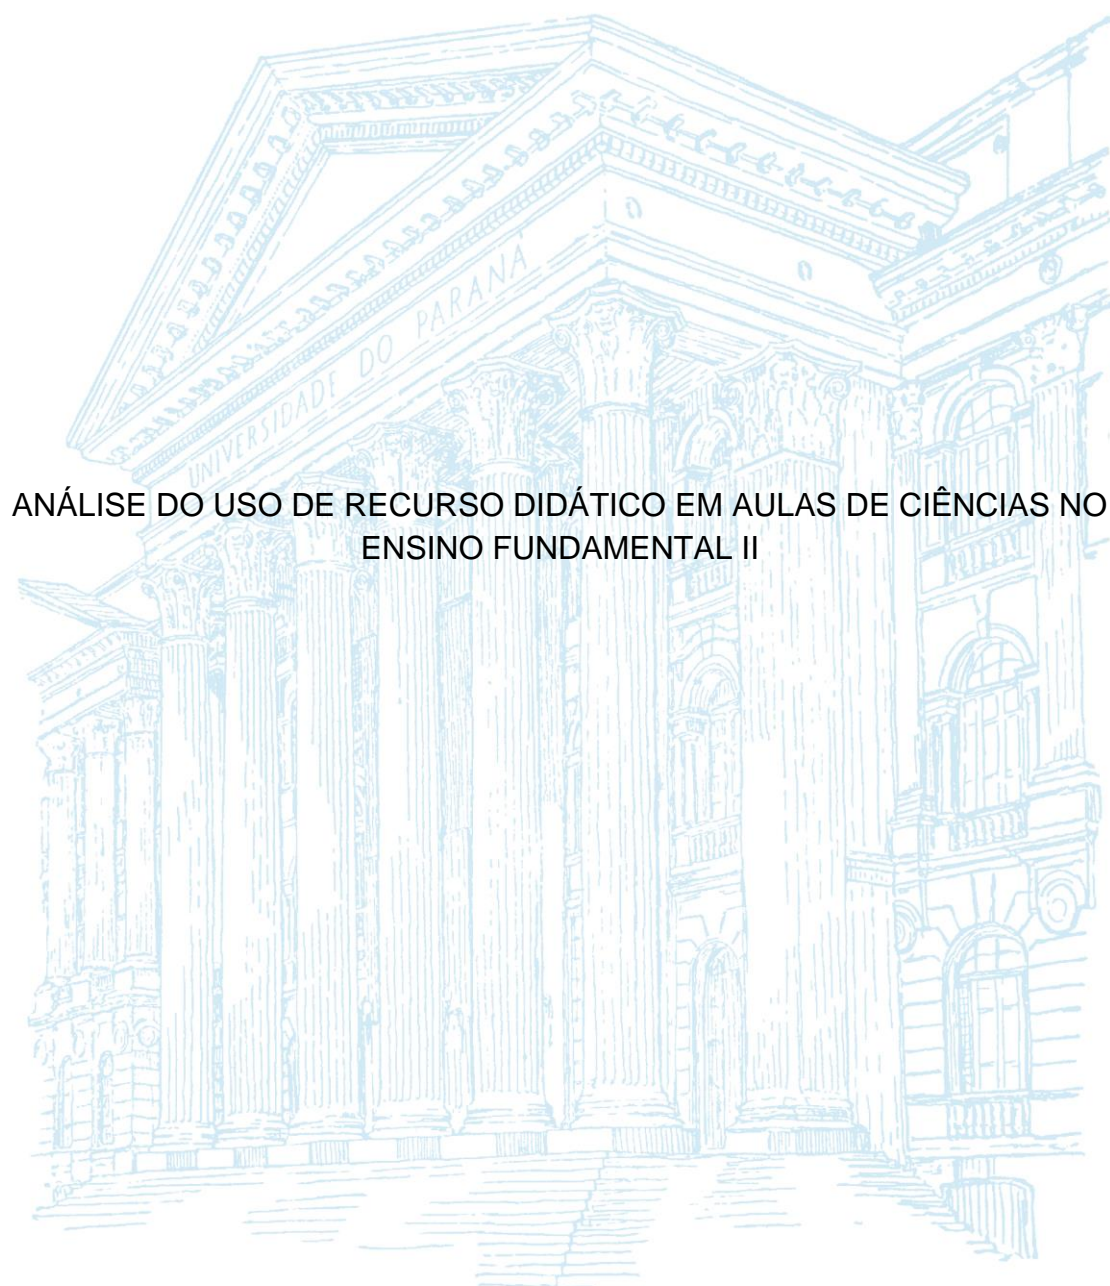 UNIVERSIDADE DO PARANÁ
ANÁLISE DO USO DE RECURSO DIDÁTICO EM AULAS DE CIÊNCIAS NO
ENSINO FUNDAMENTAL II